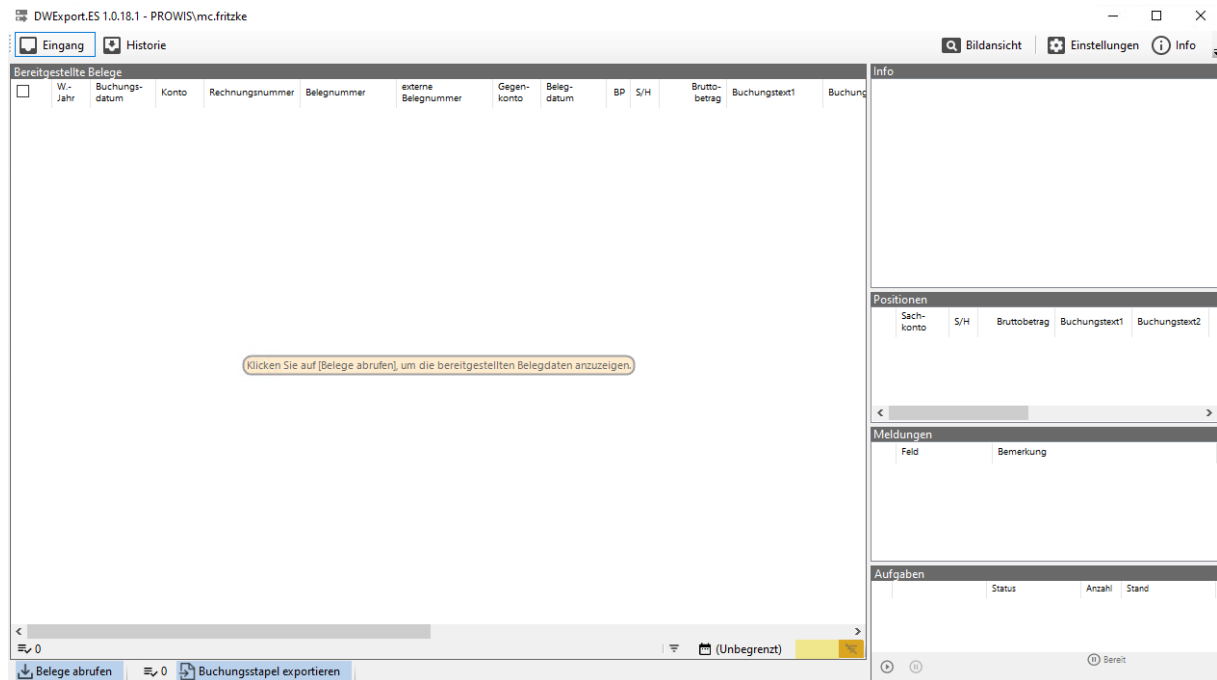 DWExport.ES 1.0.18.1 - PROWIS\mc.fritzke
Eingang Historie Bildansicht Einstellungen Info
Bereitgestellte Belege
W.-Jahr Buchungs-datum Konto Rechnungsnummer Belegnummer externe Belegnummer Gegen-konto Beleg-datum BP S/H Brutto-betrag Buchungstext1 Buchung
Klicken Sie auf [Belege abrufen], um die bereitgestellten Belegdaten anzuzeigen.
0 (Unbegrenzt)
Belege abrufen 0 Buchungsstapel exportieren
Info
Positionen
Sach-konto S/H Bruttobetrag Buchungstext1 Buchungstext2
Meldungen
Feld Bemerkung
Aufgaben
Status Anzahl Stand
Bereit